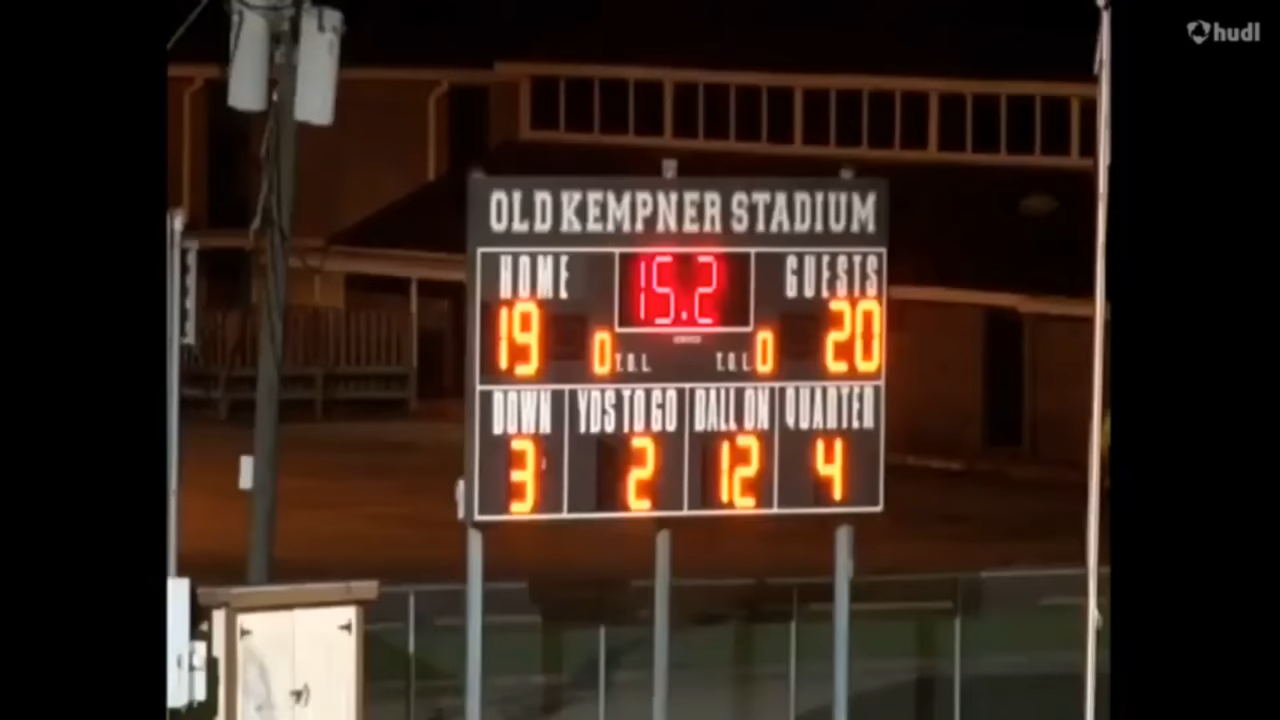 hudl
OLD KEMPNER STADIUM
HOME 15.2 GUESTS
19 0 T.O.L. T.O.L. 0 20
DOWN YDS TO GO BALL ON QUARTER
3 2 12 4